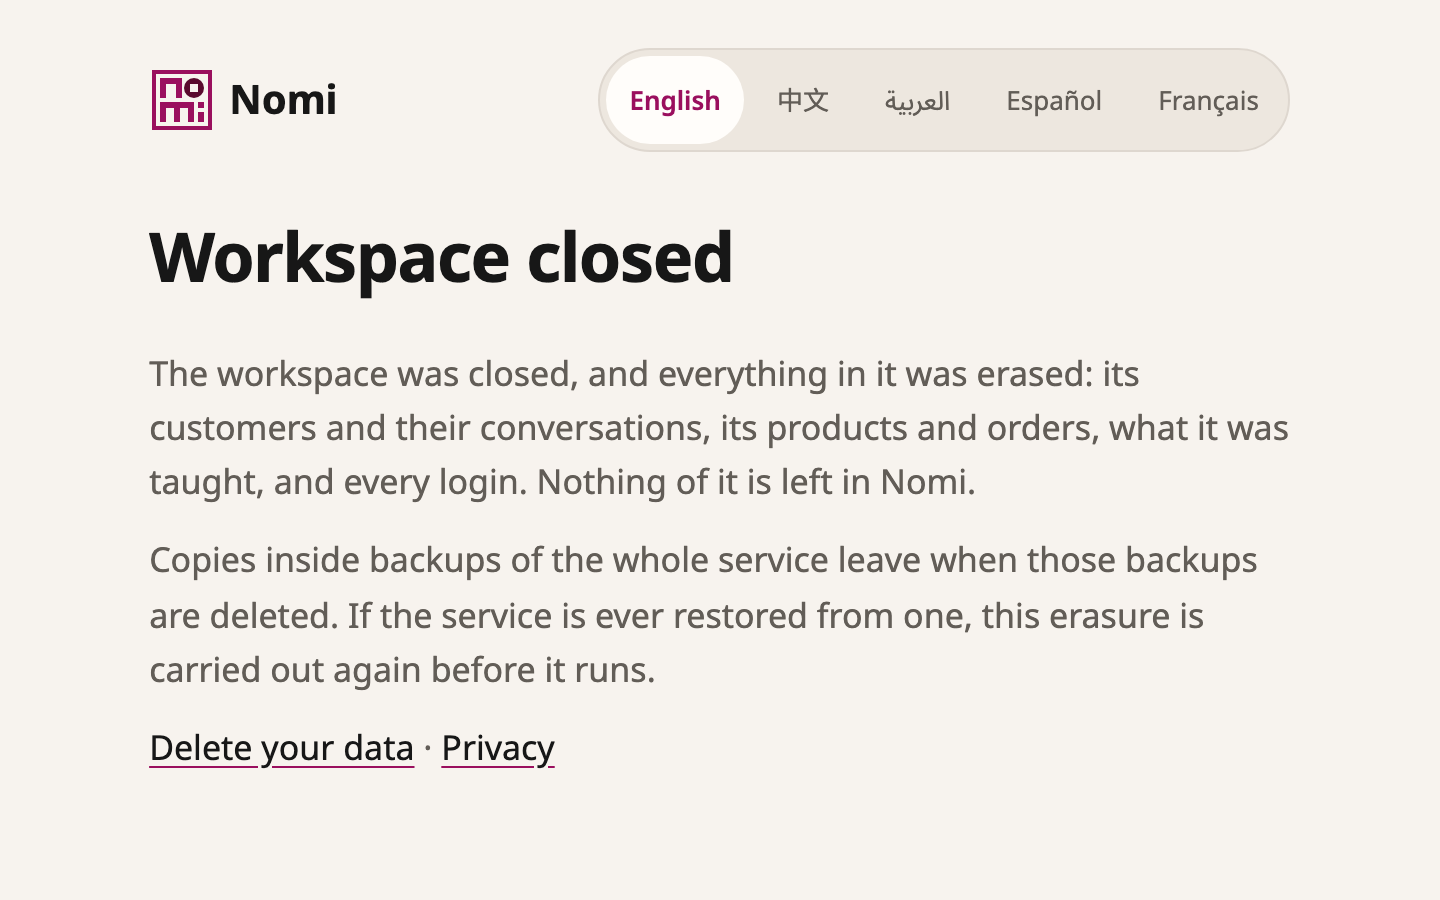 Nomi
English
中文
العربية
Español
Français
Workspace closed
The workspace was closed, and everything in it was erased: its
customers and their conversations, its products and orders, what it was
taught, and every login. Nothing of it is left in Nomi.
Copies inside backups of the whole service leave when those backups
are deleted. If the service is ever restored from one, this erasure is
carried out again before it runs.
Delete your data · Privacy